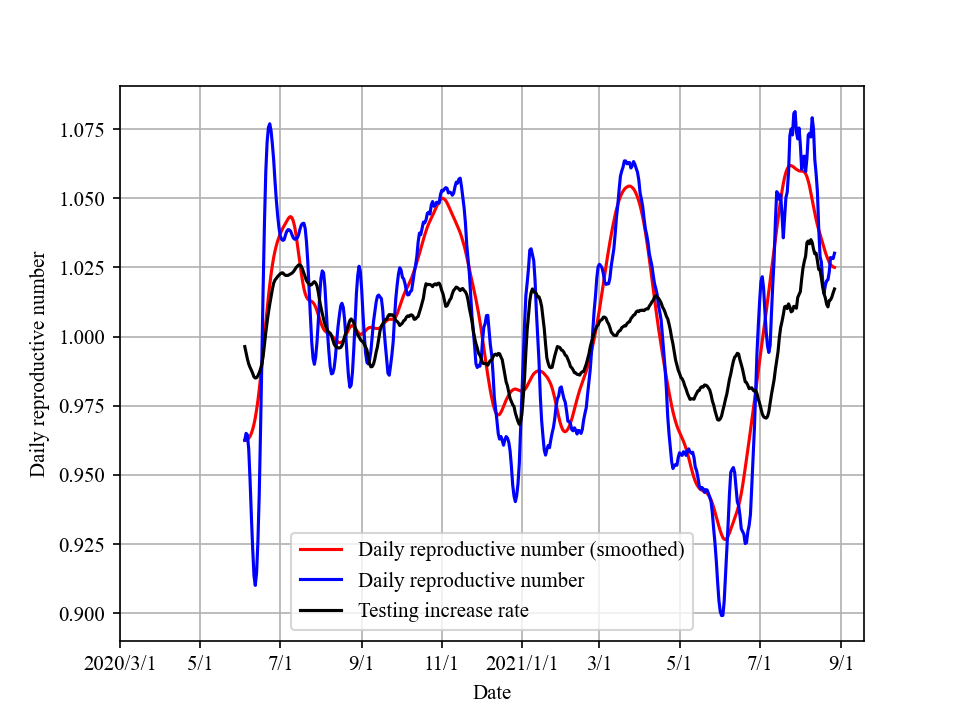 1.075
1.050
1.025
1.000
0.975
0.950
0.925
0.900
Daily reproductive number
Daily reproductive number (smoothed)
Daily reproductive number
Testing increase rate
2020/3/1 5/1 7/1 9/1 11/1 2021/1/1 3/1 5/1 7/1 9/1
Date